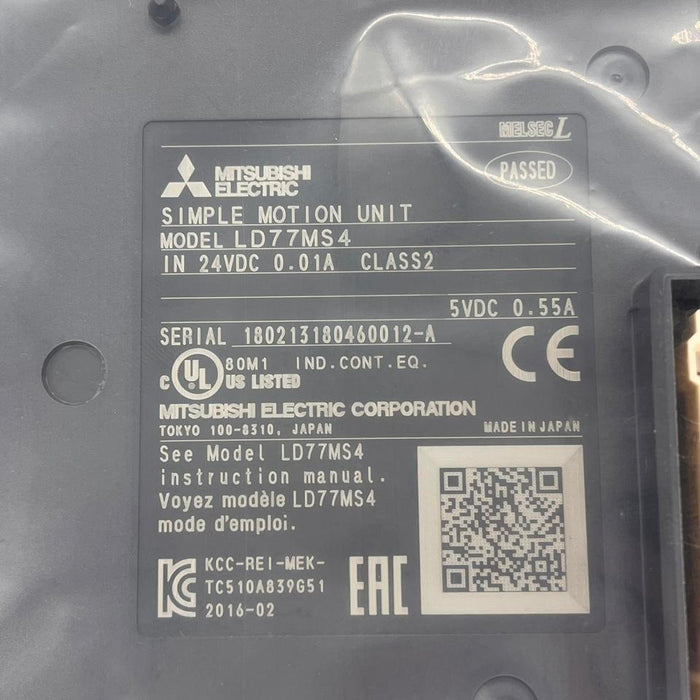 MELSEC L
MITSUBISHI
ELECTRIC
PASSED
SIMPLE MOTION UNIT
MODEL LD77MS4
IN 24VDC 0.01A CLASS2
5VDC 0.55A
SERIAL 180213180460012-A
C UL US LISTED 80M1 IND.CONT.EQ.
CE
MITSUBISHI ELECTRIC CORPORATION
TOKYO 100-8310, JAPAN MADE IN JAPAN
See Model LD77MS4
instruction manual.
Voyez modèle LD77MS4
mode d'emploi.
KCC-REI-MEK-
TC510A839G51
2016-02
EAC